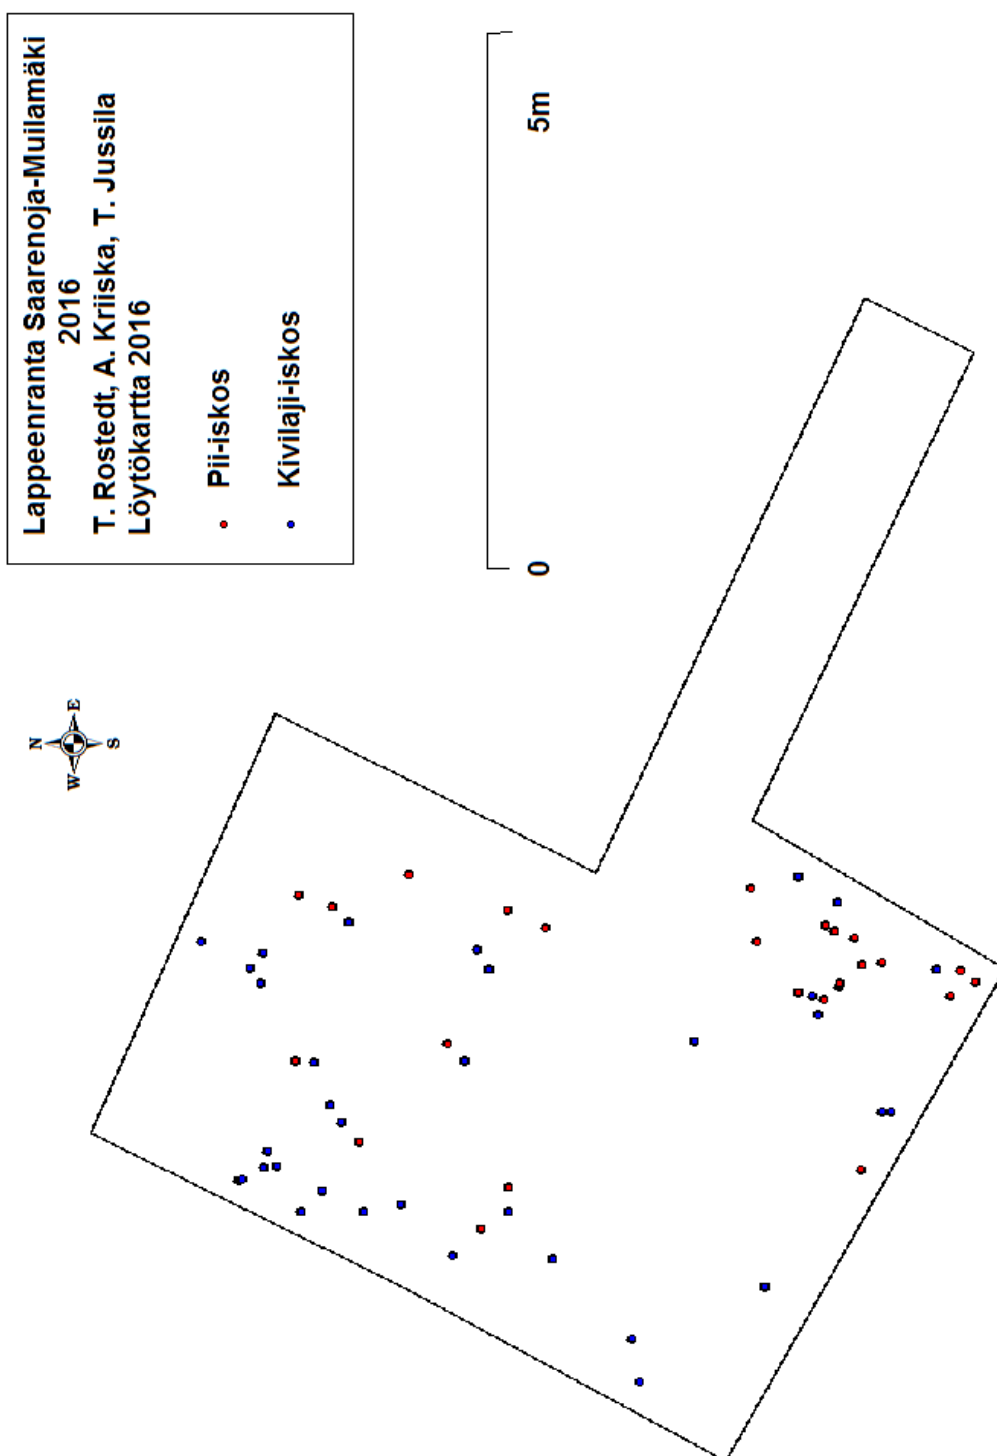 Lappeenranta Saarenoja-Muilamäki
2016
T. Rostedt, A. Kriiska, T. Jussila
Löytökartta 2016
Pii-iskos
Kivilaji-iskos
0
5m
N
W
E
S